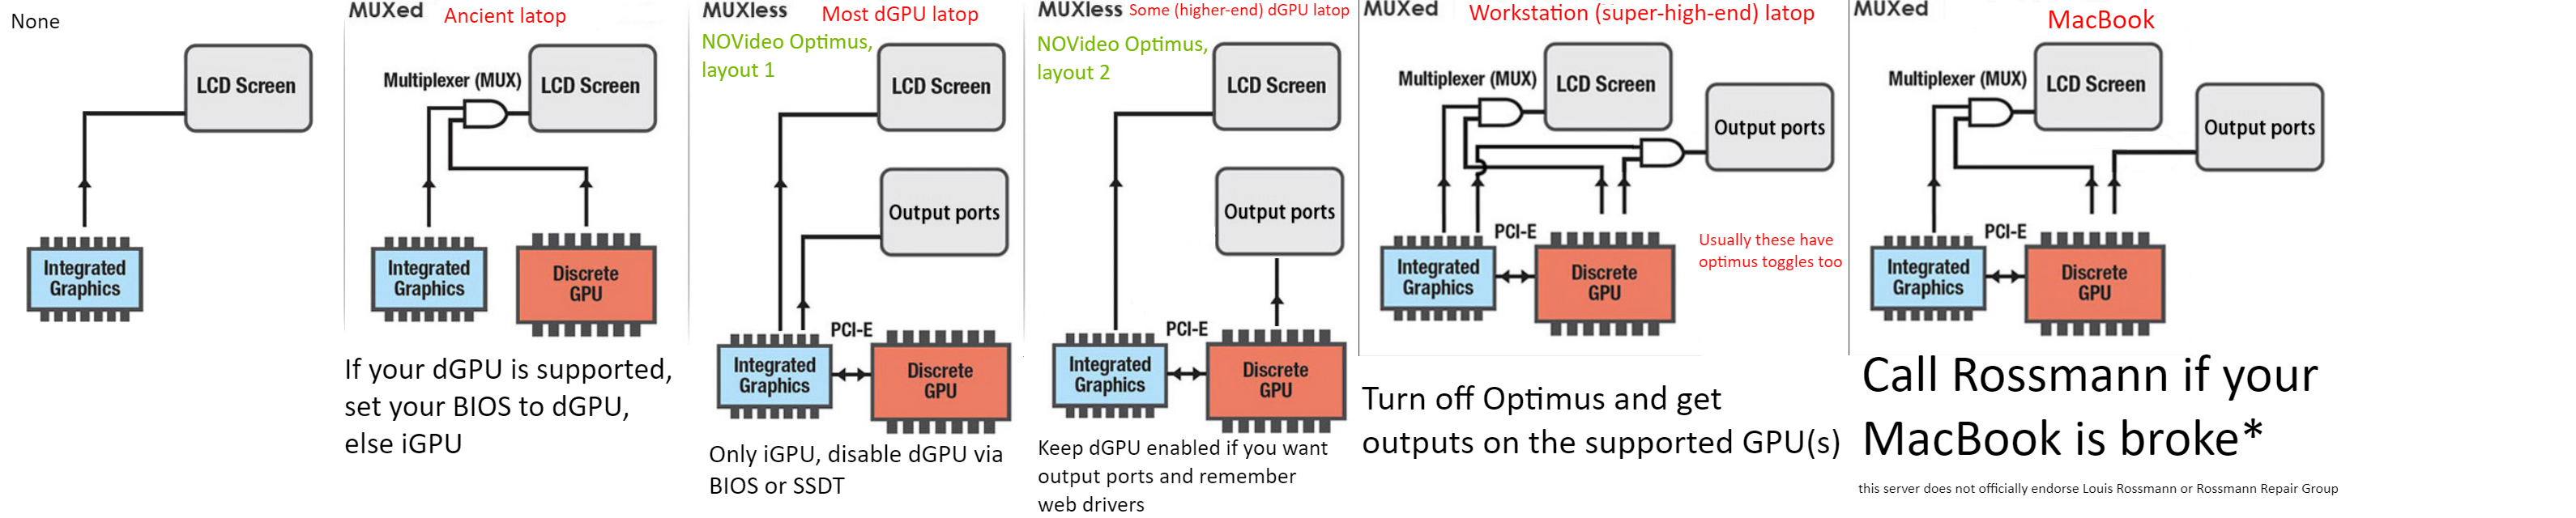 None
LCD Screen
Integrated
Graphics
MUXed
Ancient latop
Multiplexer (MUX)
LCD Screen
Integrated
Graphics
Discrete
GPU
If your dGPU is supported,
set your BIOS to dGPU,
else iGPU
MUXless
Most dGPU latop
NOVideo Optimus,
layout 1
LCD Screen
Output ports
PCI-E
Integrated
Graphics
Discrete
GPU
Only iGPU, disable dGPU via
BIOS or SSDT
MUXless
Some (higher-end) dGPU latop
NOVideo Optimus,
layout 2
LCD Screen
Output ports
PCI-E
Integrated
Graphics
Discrete
GPU
Keep dGPU enabled if you want
output ports and remember
web drivers
MUXed
Workstation (super-high-end) latop
Multiplexer (MUX)
LCD Screen
Output ports
PCI-E
Integrated
Graphics
Discrete
GPU
Usually these have
optimus toggles too
Turn off Optimus and get
outputs on the supported GPU(s)
MUXed
MacBook
Multiplexer (MUX)
LCD Screen
Output ports
PCI-E
Integrated
Graphics
Discrete
GPU
Call Rossmann if your
MacBook is broke*
this server does not officially endorse Louis Rossmann or Rossmann Repair Group